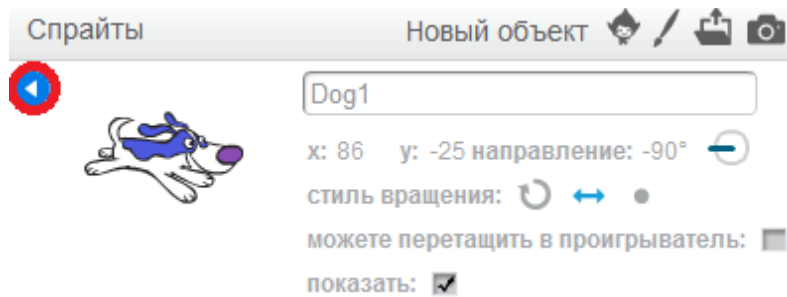 Спрайты Новый объект
Dog1
x: 86 y: -25 направление: -90°
стиль вращения:
можете перетащить в проигрыватель:
показать: